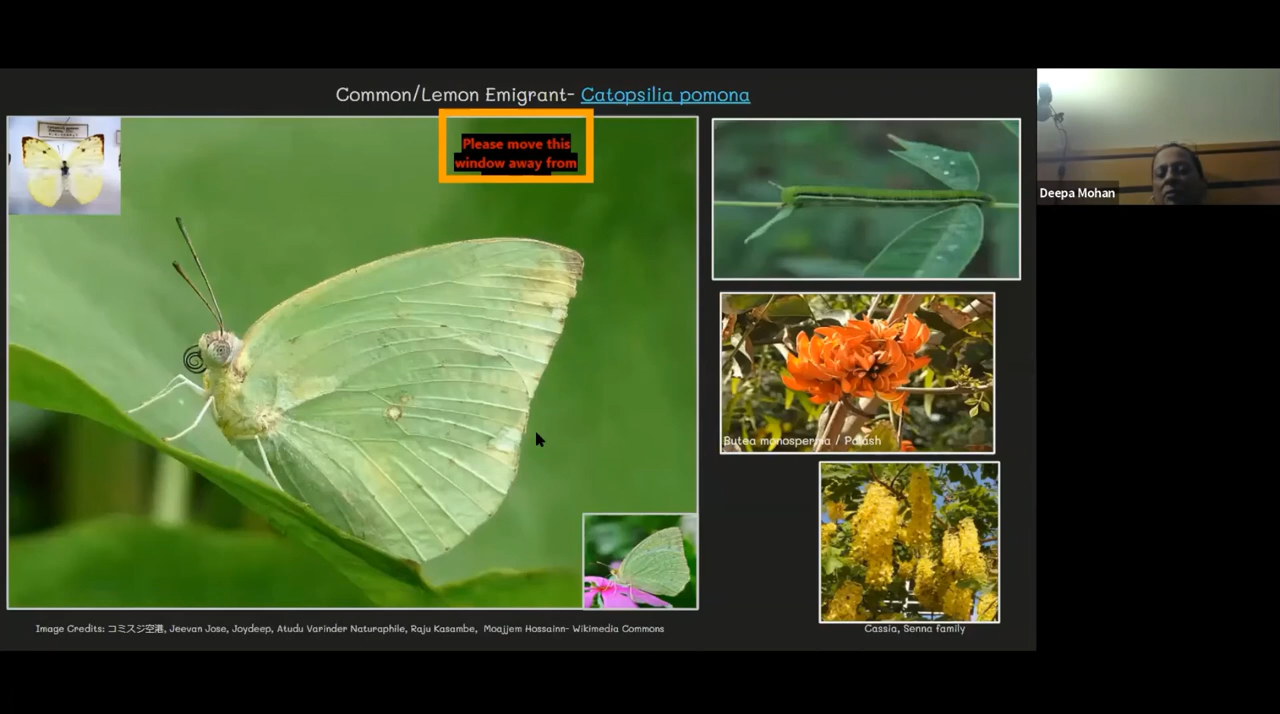 Common/Lemon Emigrant- Catopsilia pomona
Please move this
window away from
Deepa Mohan
Butea monosperma / Palash
Image Credits: コミスジ空港, Jeevan Jose, Joydeep, Atudu Varinder Naturaphile, Raju Kasambe, Moajjem Hossainn- Wikimedia Commons
Cassia, Senna family